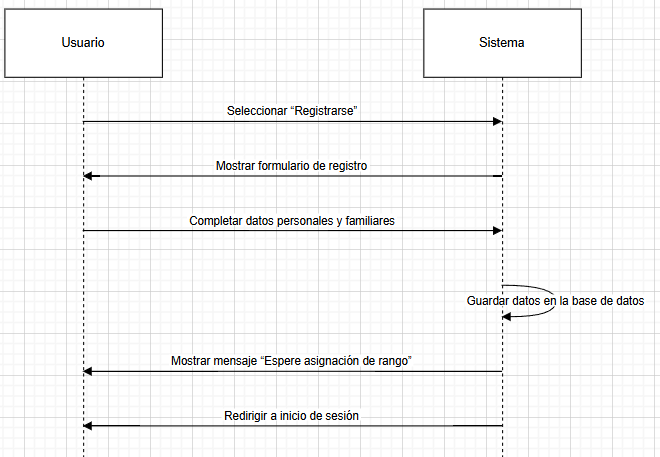 Usuario
Sistema
Seleccionar “Registrarse”
Mostrar formulario de registro
Completar datos personales y familiares
Guardar datos en la base de datos
Mostrar mensaje “Espere asignación de rango”
Redirigir a inicio de sesión